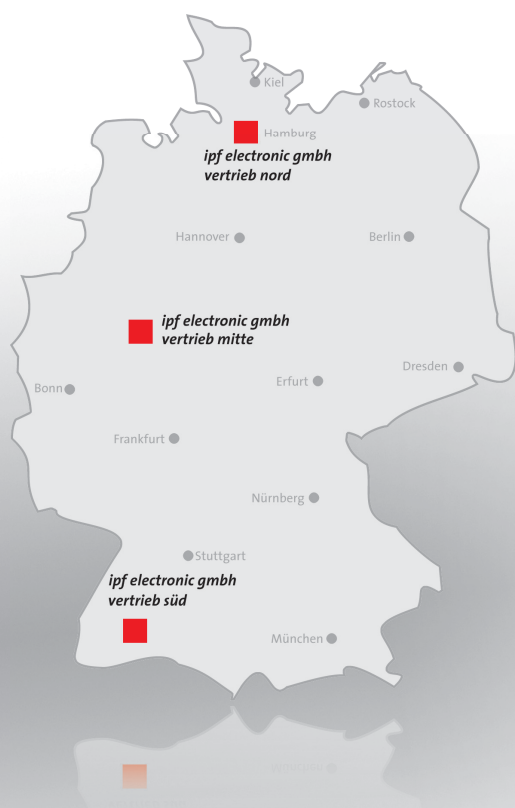 Kiel
Rostock
Hamburg
ipf electronic gmbh
vertrieb nord
Hannover
Berlin
ipf electronic gmbh
vertrieb mitte
Dresden
Erfurt
Bonn
Frankfurt
Nürnberg
Stuttgart
ipf electronic gmbh
vertrieb süd
München